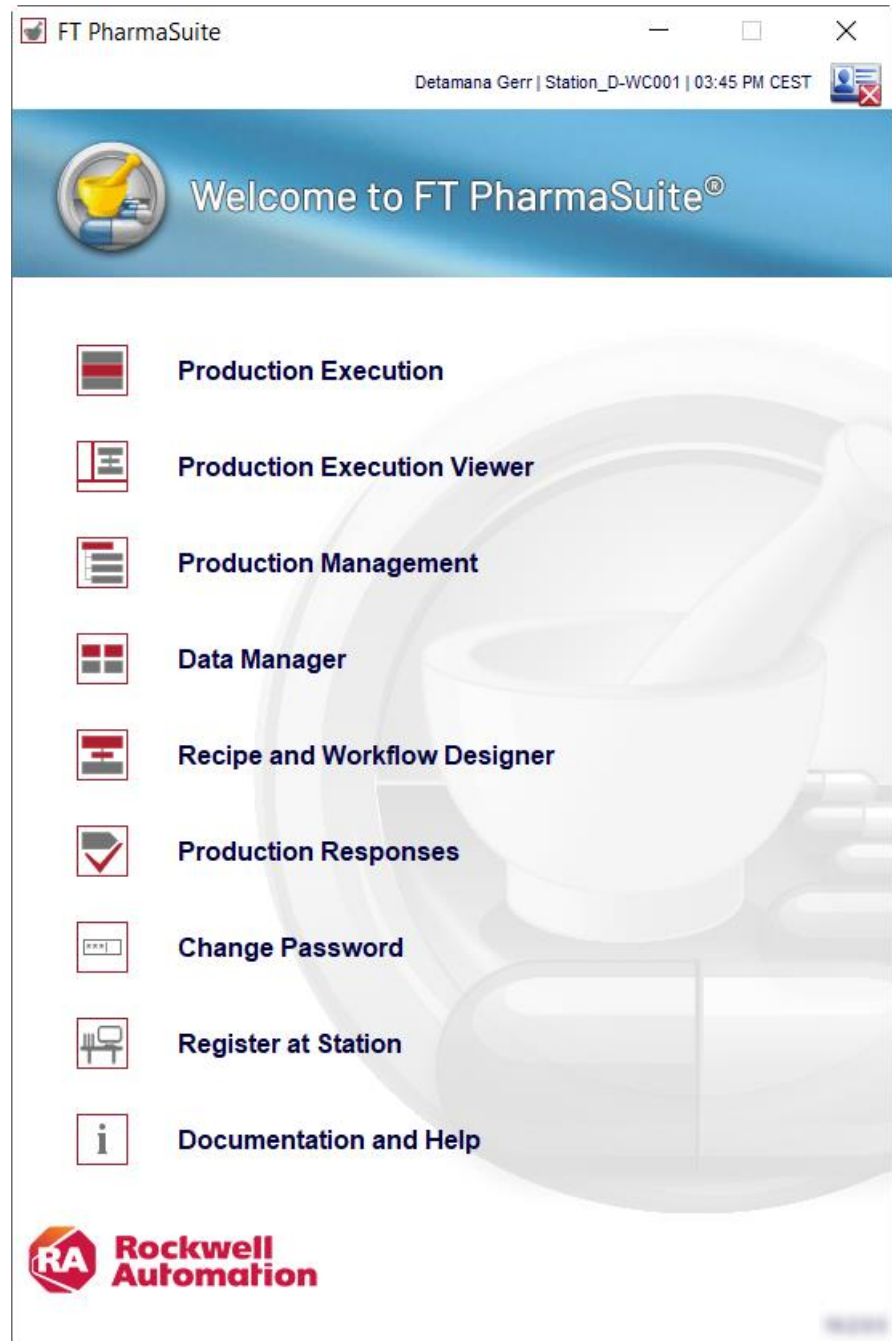 FT PharmaSuite
Detamana Gerr | Station_D-WC001 | 03:45 PM CEST
Welcome to FT PharmaSuite®
Production Execution
Production Execution Viewer
Production Management
Data Manager
Recipe and Workflow Designer
Production Responses
***
Change Password
Register at Station
i
Documentation and Help
RA
Rockwell
Automation